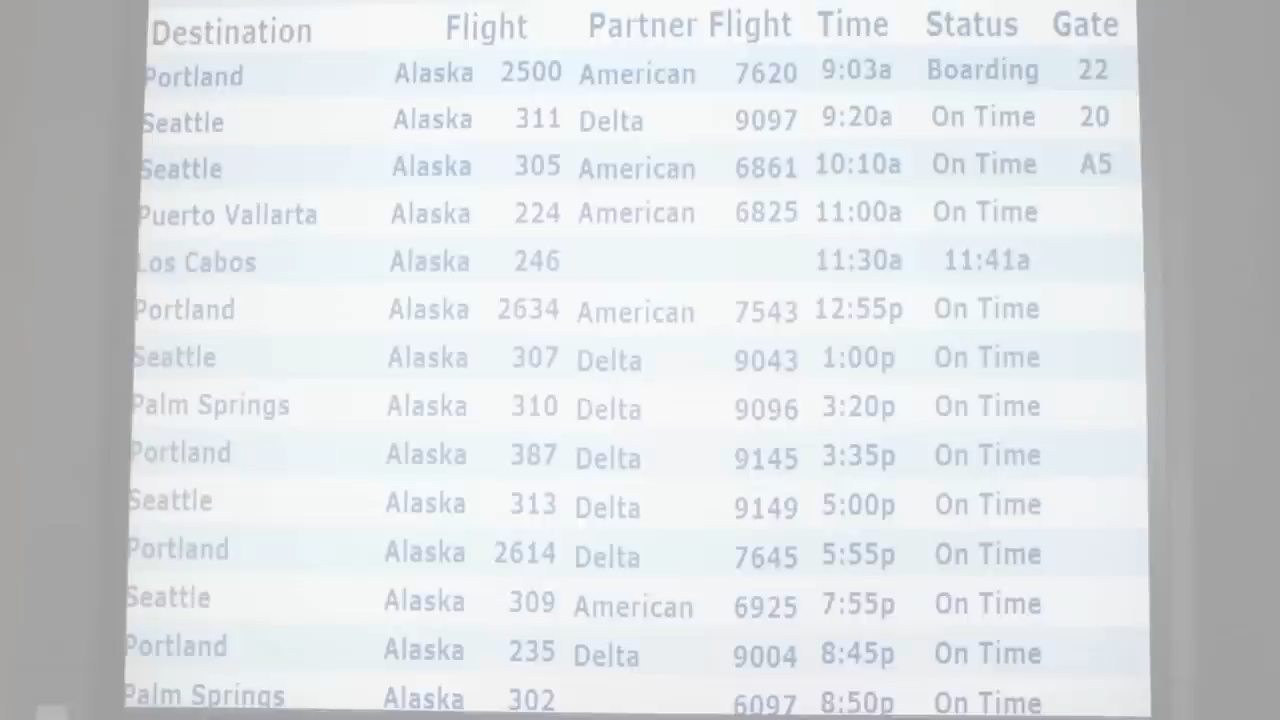 Destination Flight Partner Flight Time Status Gate
Portland Alaska 2500 American 7620 9:03a Boarding 22
Seattle Alaska 311 Delta 9097 9:20a On Time 20
Seattle Alaska 305 American 6861 10:10a On Time A5
Puerto Vallarta Alaska 224 American 6825 11:00a On Time
Los Cabos Alaska 246 11:30a 11:41a
Portland Alaska 2634 American 7543 12:55p On Time
Seattle Alaska 307 Delta 9043 1:00p On Time
Palm Springs Alaska 310 Delta 9096 3:20p On Time
Portland Alaska 387 Delta 9145 3:35p On Time
Seattle Alaska 313 Delta 9149 5:00p On Time
Portland Alaska 2614 Delta 7645 5:55p On Time
Seattle Alaska 309 American 6925 7:55p On Time
Portland Alaska 235 Delta 9004 8:45p On Time
Palm Springs Alaska 302 6097 8:50p On Time